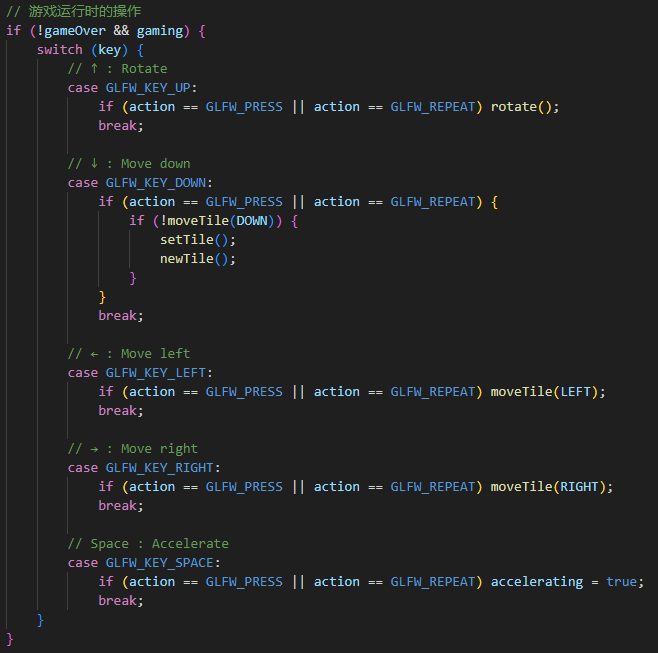 // 游戏运行时的操作
if (!gameOver && gaming) {
switch (key) {
// ↑ : Rotate
case GLFW_KEY_UP:
if (action == GLFW_PRESS || action == GLFW_REPEAT) rotate();
break;
// ↓ : Move down
case GLFW_KEY_DOWN:
if (action == GLFW_PRESS || action == GLFW_REPEAT) {
if (!moveTile(DOWN)) {
setTile();
newTile();
}
}
break;
// ← : Move left
case GLFW_KEY_LEFT:
if (action == GLFW_PRESS || action == GLFW_REPEAT) moveTile(LEFT);
break;
// → : Move right
case GLFW_KEY_RIGHT:
if (action == GLFW_PRESS || action == GLFW_REPEAT) moveTile(RIGHT);
break;
// Space : Accelerate
case GLFW_KEY_SPACE:
if (action == GLFW_PRESS || action == GLFW_REPEAT) accelerating = true;
break;
}
}